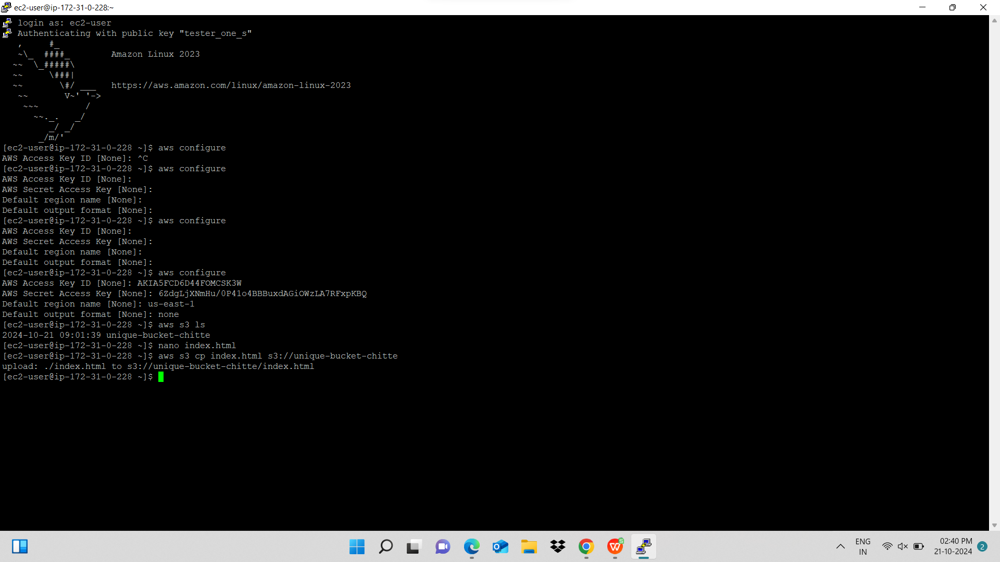 ec2-user@ip-172-31-0-228:~
login as: ec2-user
Authenticating with public key "tester_one_s"
   ,     #_
   ~\_  ####_        Amazon Linux 2023
  ~~  \_#####\
  ~~     \###|
  ~~       \#/ ___   https://aws.amazon.com/linux/amazon-linux-2023
   ~~       V~' '->
    ~~~         /
      ~~._.   _/
         _/ _/
       _/m/'
[ec2-user@ip-172-31-0-228 ~]$ aws configure
AWS Access Key ID [None]: ^C
[ec2-user@ip-172-31-0-228 ~]$ aws configure
AWS Access Key ID [None]:
AWS Secret Access Key [None]:
Default region name [None]:
Default output format [None]:
[ec2-user@ip-172-31-0-228 ~]$ aws configure
AWS Access Key ID [None]:
AWS Secret Access Key [None]:
Default region name [None]:
Default output format [None]:
[ec2-user@ip-172-31-0-228 ~]$ aws configure
AWS Access Key ID [None]: AKIA5FCD6D44FOMCSK3W
AWS Secret Access Key [None]: 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
Default region name [None]: us-east-1
Default output format [None]: none
[ec2-user@ip-172-31-0-228 ~]$ aws s3 ls
2024-10-21 09:01:39 unique-bucket-chitte
[ec2-user@ip-172-31-0-228 ~]$ nano index.html
[ec2-user@ip-172-31-0-228 ~]$ aws s3 cp index.html s3://unique-bucket-chitte
upload: ./index.html to s3://unique-bucket-chitte/index.html
[ec2-user@ip-172-31-0-228 ~]$
ENG
IN
02:40 PM
21-10-2024
2